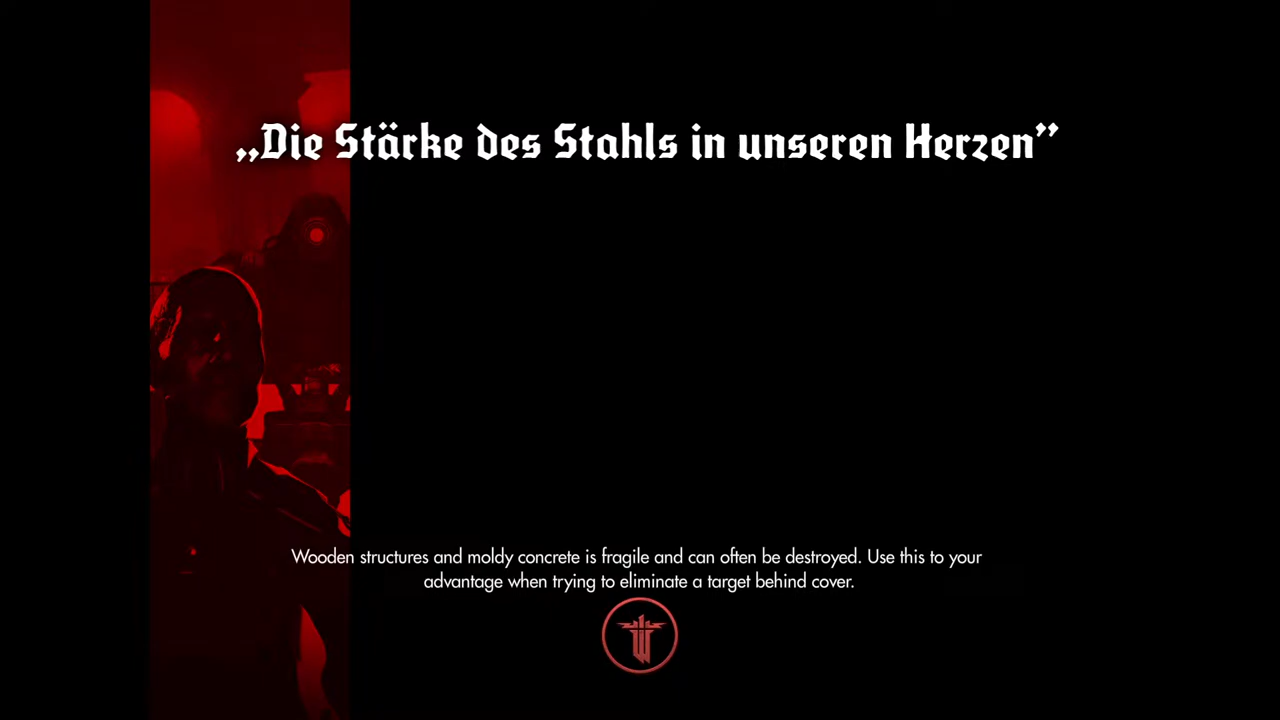 „Die Stärke des Stahls in unseren Herzen”
Wooden structures and moldy concrete is fragile and can often be destroyed. Use this to your
advantage when trying to eliminate a target behind cover.